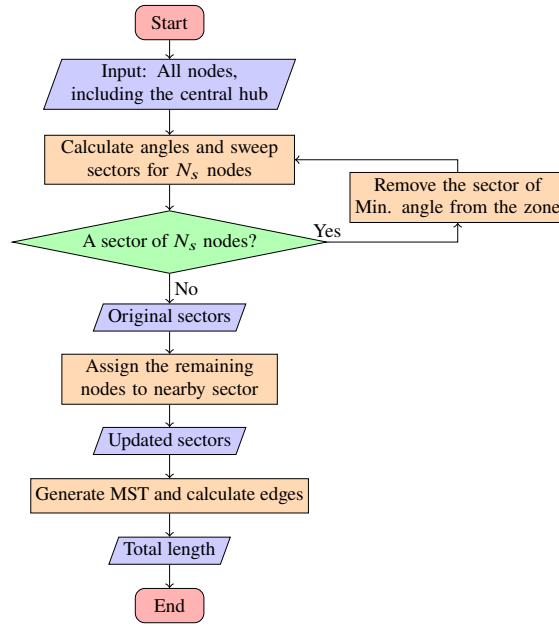 Start
Input: All nodes,
including the central hub
Calculate angles and sweep
sectors for Nₛ nodes
Remove the sector of
Min. angle from the zone
A sector of Nₛ nodes?
Yes
No
Original sectors
Assign the remaining
nodes to nearby sector
Updated sectors
Generate MST and calculate edges
Total length
End